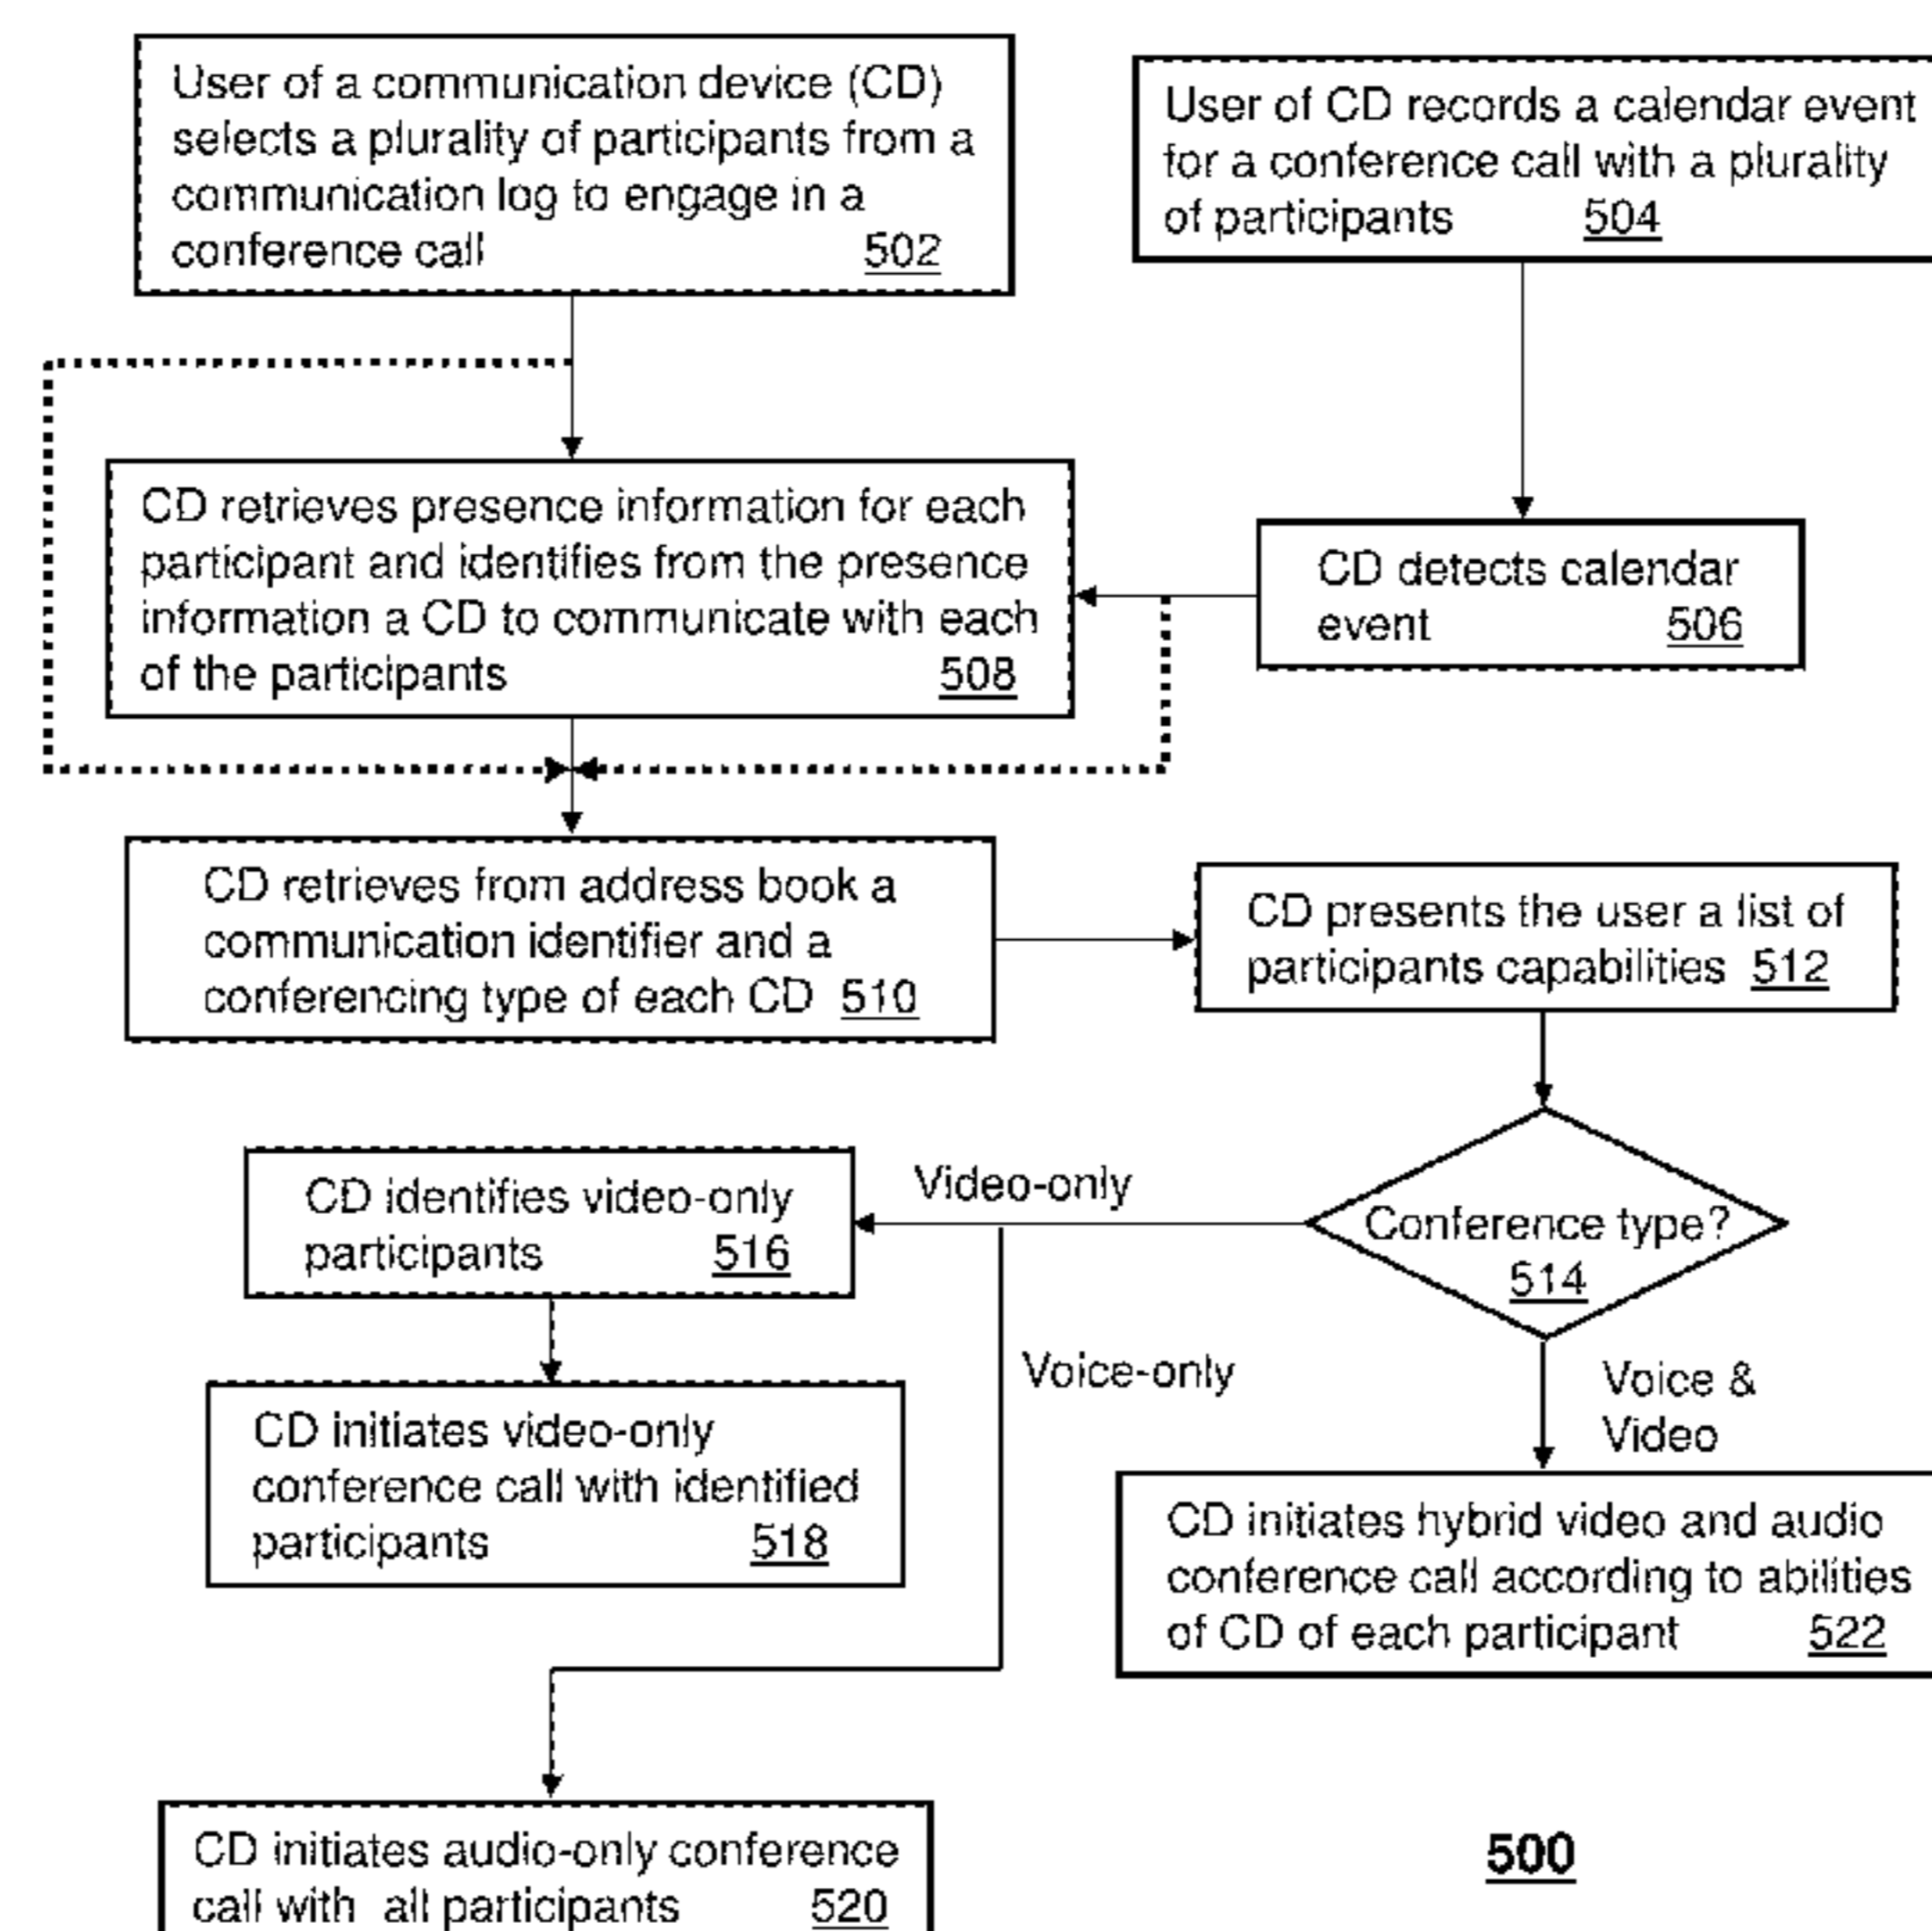 User of a communication device (CD)
selects a plurality of participants from a
communication log to engage in a
conference call 502
User of CD records a calendar event
for a conference call with a plurality
of participants 504
CD retrieves presence information for each
participant and identifies from the presence
information a CD to communicate with each
of the participants 508
CD detects calendar
event 506
CD retrieves from address book a
communication identifier and a
conferencing type of each CD 510
CD presents the user a list of
participants capabilities 512
Conference type?
514
Video-only
CD identifies video-only
participants 516
Voice-only
Voice &
Video
CD initiates video-only
conference call with identified
participants 518
CD initiates hybrid video and audio
conference call according to abilities
of CD of each participant 522
CD initiates audio-only conference
call with all participants 520
500